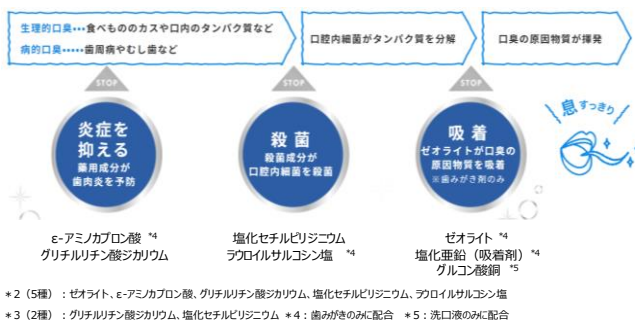 生理的口臭•••食べもののカスや口内のタンパク質など
病的口臭•••••歯周病やむし歯など
口腔内細菌がタンパク質を分解
口臭の原因物質が揮発
STOP
STOP
STOP
炎症を
抑える
薬用成分が
歯肉炎を予防
殺菌
殺菌成分が
口腔内細菌を殺菌
吸着
ゼオライトが口臭の
原因物質を吸着
※歯みがき剤のみ
息すっきり
ε-アミノカプロン酸 *4
グリチルリチン酸ジカリウム
塩化セチルピリジニウム
ラウロイルサルコシン塩 *4
ゼオライト *4
塩化亜鉛（吸着剤）*4
グルコン酸銅 *5
*2（5種）：ゼオライト、ε-アミノカプロン酸、グリチルリチン酸ジカリウム、塩化セチルピリジニウム、ラウロイルサルコシン塩
*3（2種）：グリチルリチン酸ジカリウム、塩化セチルピリジニウム *4：歯みがきのみに配合 *5：洗口液のみに配合